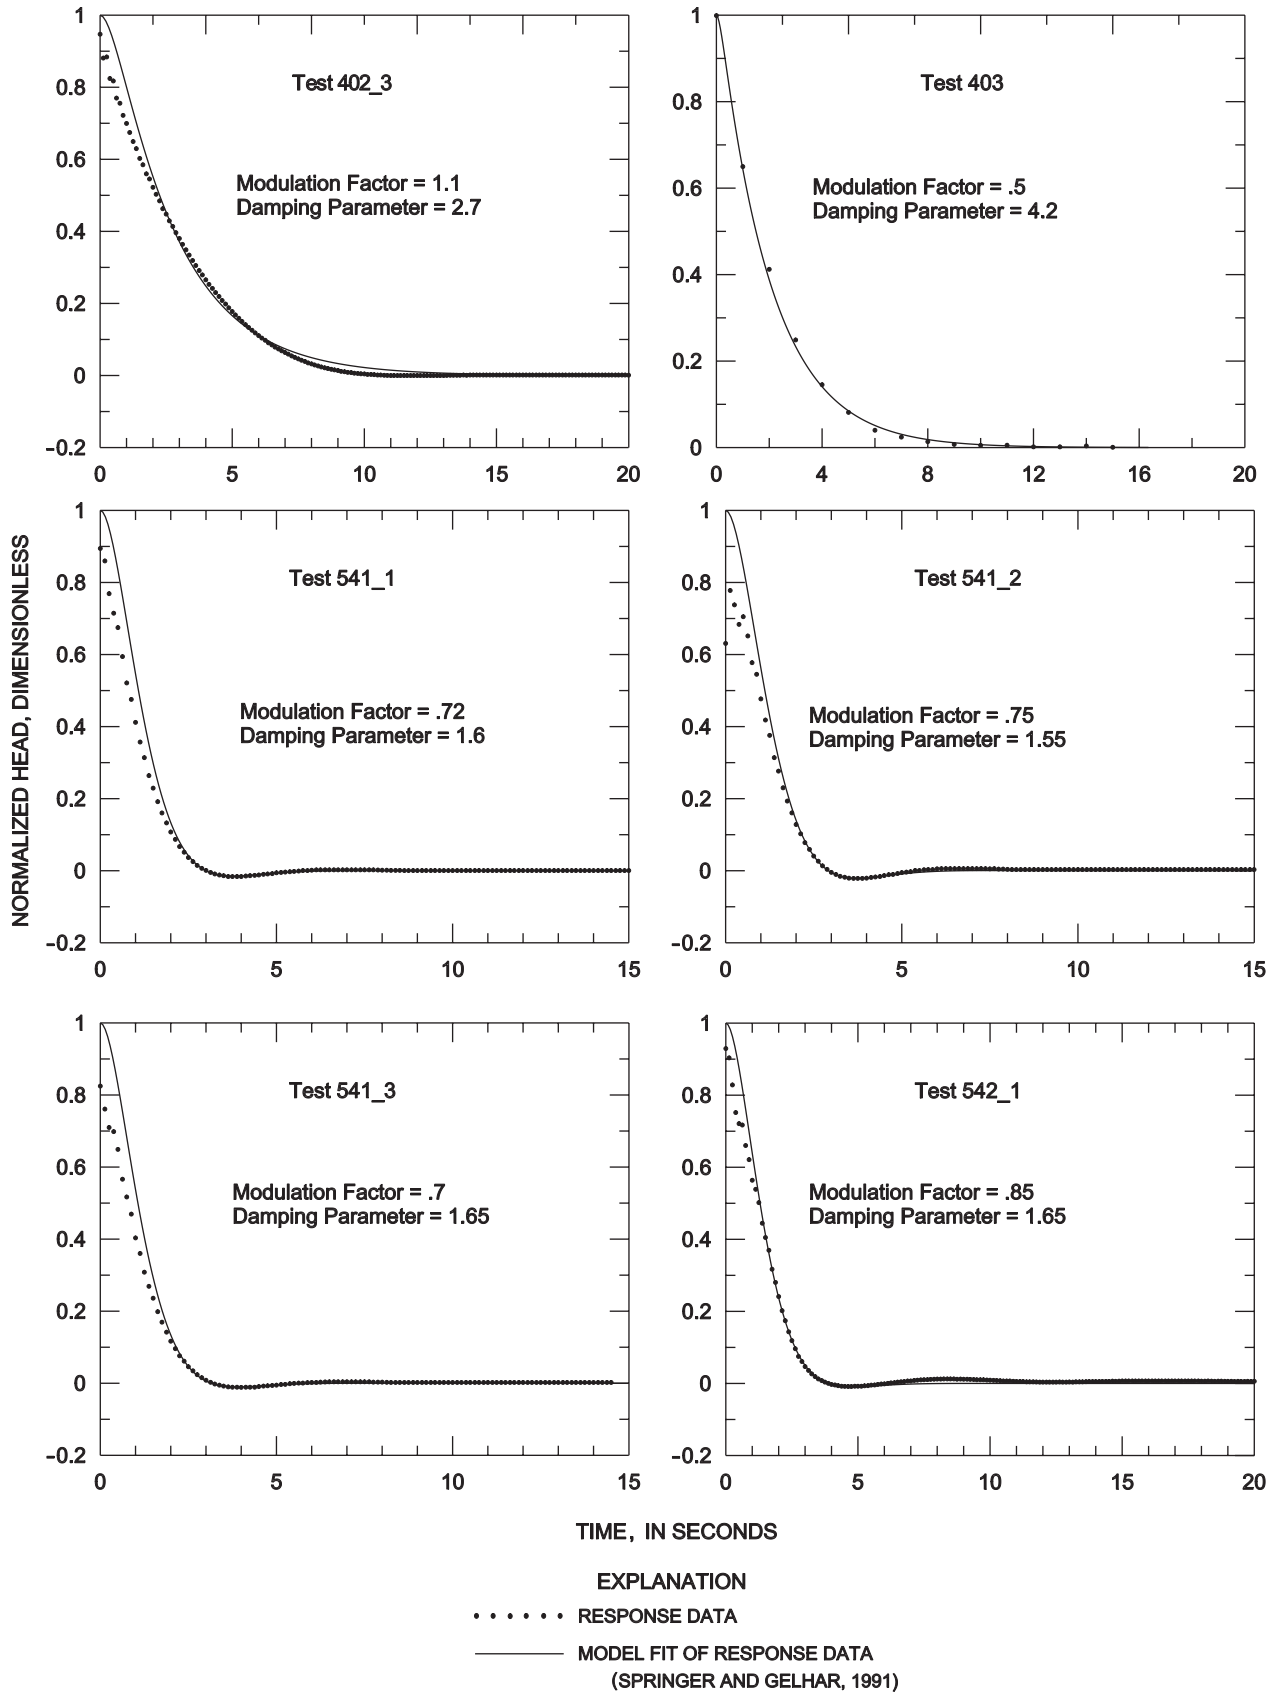 NORMALIZED HEAD, DIMENSIONLESS
1
0.8
0.6
0.4
0.2
0
-0.2
Test 402_3
Modulation Factor = 1.1
Damping Parameter = 2.7
0 5 10 15 20
1
0.8
0.6
0.4
0.2
0
Test 403
Modulation Factor = .5
Damping Parameter = 4.2
0 4 8 12 16 20
1
0.8
0.6
0.4
0.2
0
-0.2
Test 541_1
Modulation Factor = .72
Damping Parameter = 1.6
0 5 10 15
1
0.8
0.6
0.4
0.2
0
-0.2
Test 541_2
Modulation Factor = .75
Damping Parameter = 1.55
0 5 10 15
1
0.8
0.6
0.4
0.2
0
-0.2
Test 541_3
Modulation Factor = .7
Damping Parameter = 1.65
0 5 10 15
1
0.8
0.6
0.4
0.2
0
-0.2
Test 542_1
Modulation Factor = .85
Damping Parameter = 1.65
0 5 10 15 20
TIME, IN SECONDS
EXPLANATION
RESPONSE DATA
MODEL FIT OF RESPONSE DATA
(SPRINGER AND GELHAR, 1991)